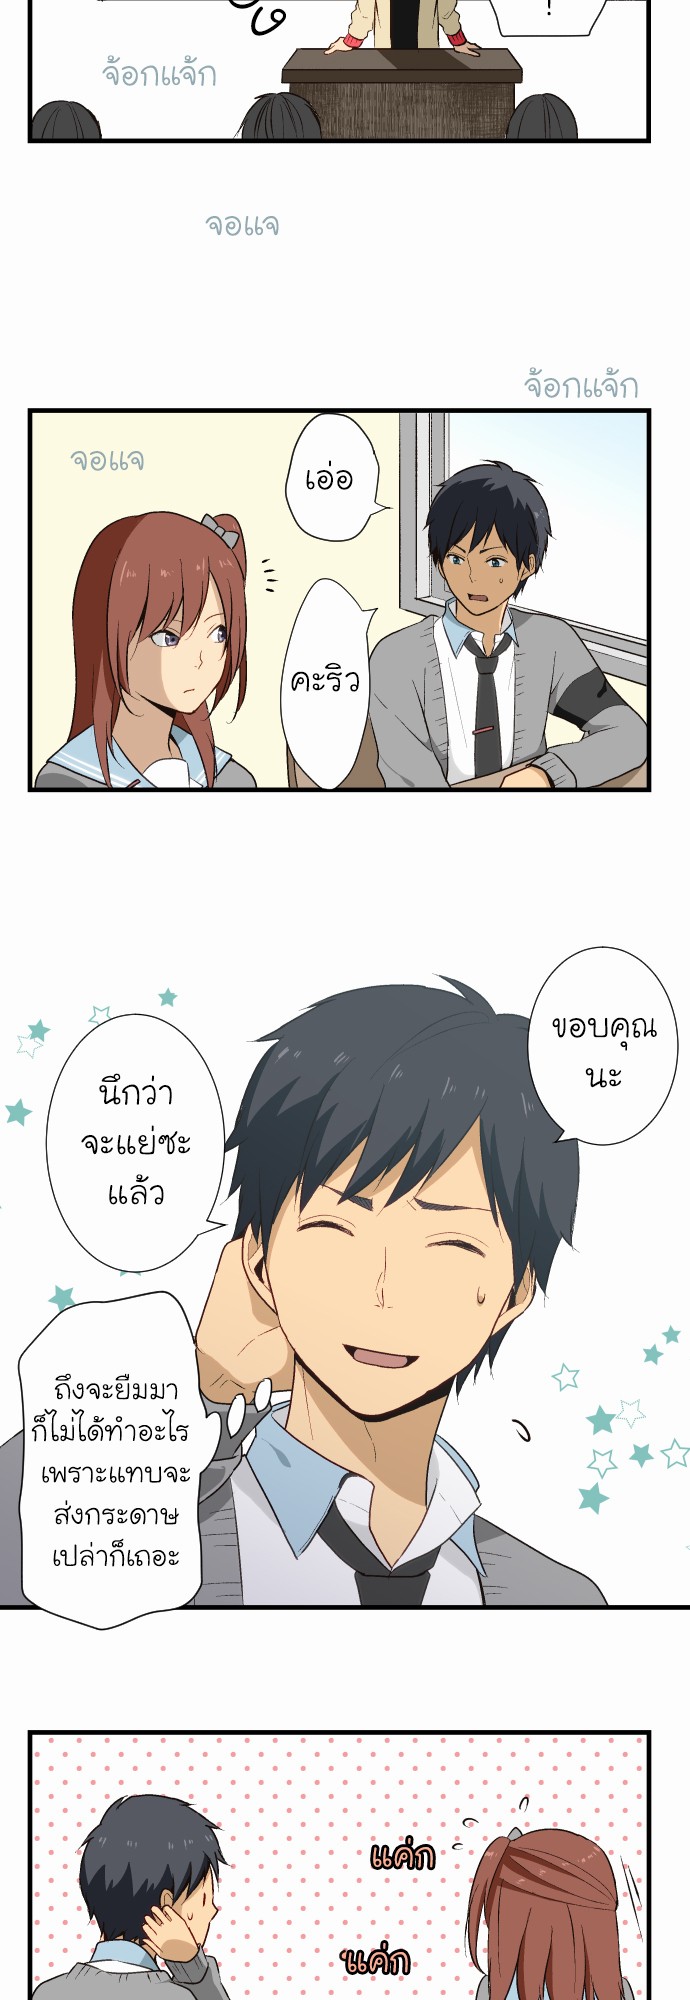 !
จ้อกแจ้ก
จอแจ
จ้อกแจ้ก
จอแจ
เอ่อ
คะริว
ขอบคุณ
นะ
นึกว่า
จะแย่ซะ
แล้ว
ถึงจะยืมมา
ก็ไม่ได้ทำอะไร
เพราะแทบจะ
ส่งกระดาษ
เปล่าก็เถอะ
แค่ก
แค่ก